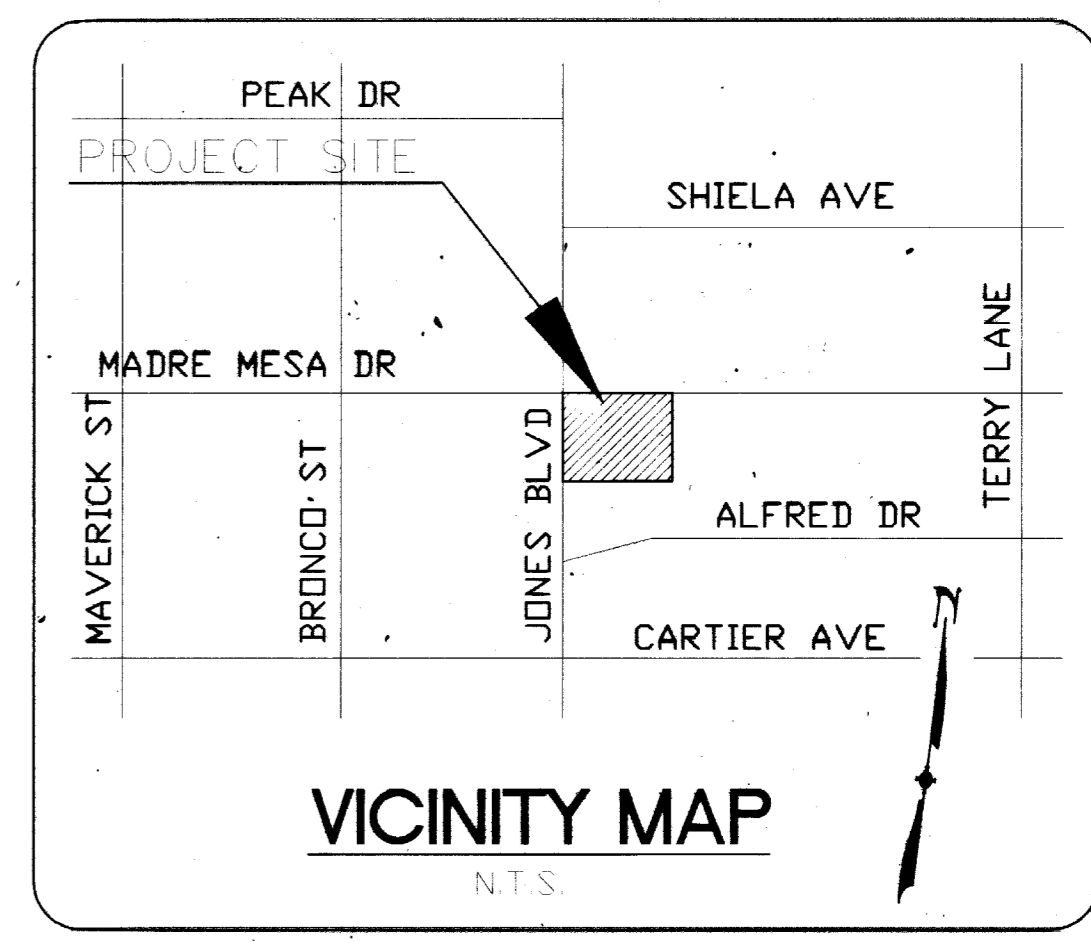 PEAK DR
PROJECT SITE
SHIELA AVE
MADRE MESA DR
TERRY LANE
MAVERICK ST
BRONCO ST
JONES BLVD
ALFRED DR
CARTIER AVE
N
VICINITY MAP
N.T.S.